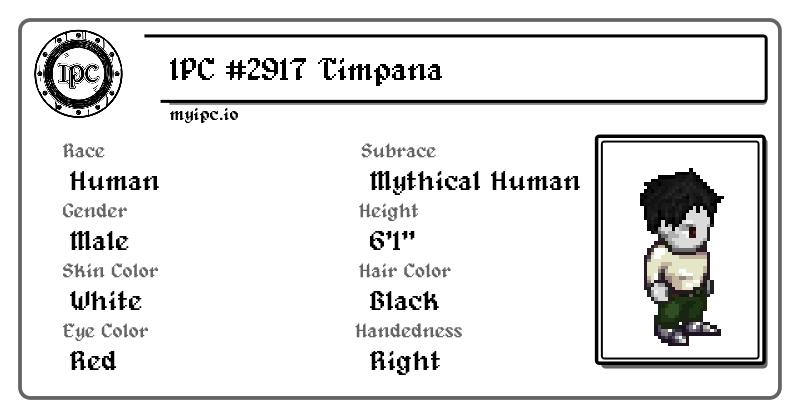 IPC
IPC #2917 Timpana
myipc.io
Race
Human
Subrace
Mythical Human
Gender
Male
Height
6'1"
Skin Color
White
Hair Color
Black
Eye Color
Red
Handedness
Right